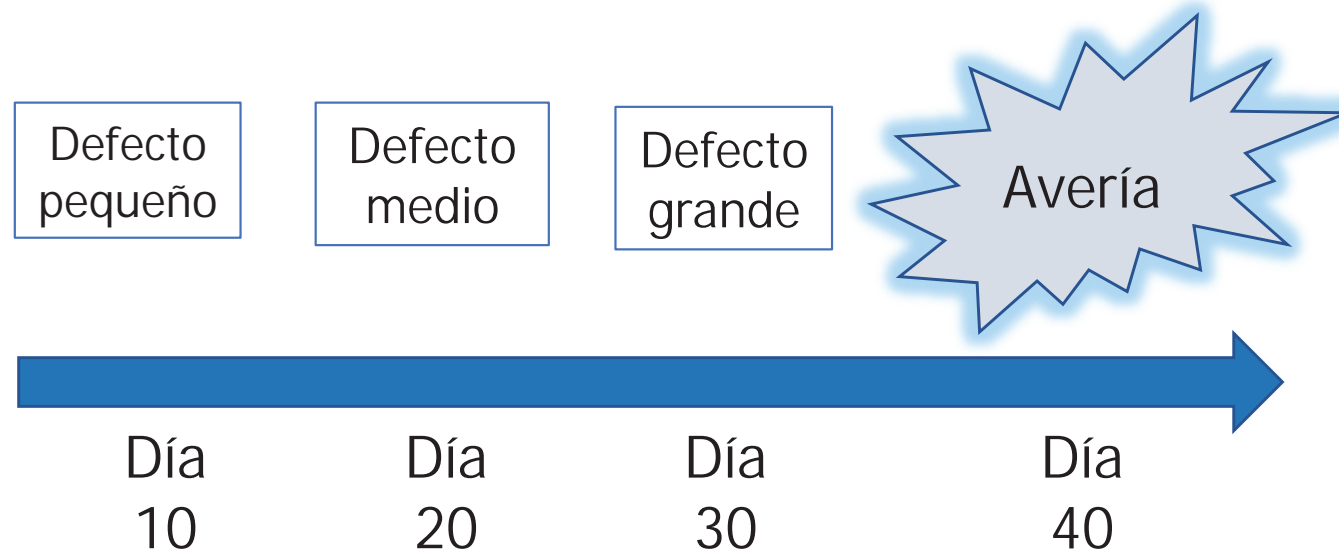 Defecto
pequeño
Defecto
medio
Defecto
grande
Avería
Día
10
Día
20
Día
30
Día
40